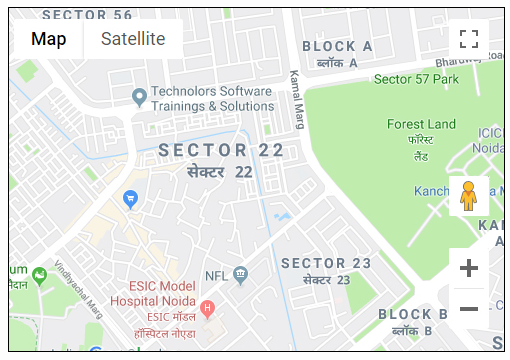 SECTOR 56
Map
Satellite
BLOCK A
ब्लॉक A
Bhardwaj
Sector 57 Park
Technolors Software
Trainings & Solutions
Kamal Marg
Forest Land
फॉरेस्ट
लैंड
ICIC
Noida
SECTOR 22
सेक्टर 22
Kanch
KAN
A
SECTOR 23
सेक्टर 23
NFL
um
मैदान
Vindhyachal Marg
ESIC Model
Hospital Noida
ESIC मॉडल
हॉस्पिटल नोएडा
H
BLOCK B
ब्लॉक B
S